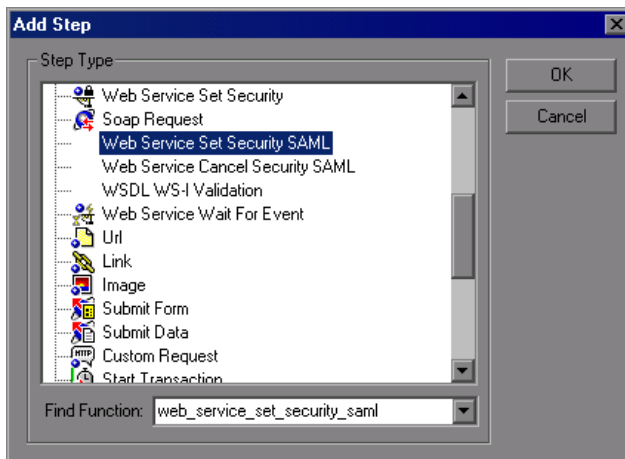 Add Step
Step Type
OK
Cancel
Web Service Set Security
Soap Request
Web Service Set Security SAML
Web Service Cancel Security SAML
WSDL WS-I Validation
Web Service Wait For Event
Url
Link
Image
Submit Form
Submit Data
HTTP
Custom Request
Start Transaction
Find Function: web_service_set_security_saml